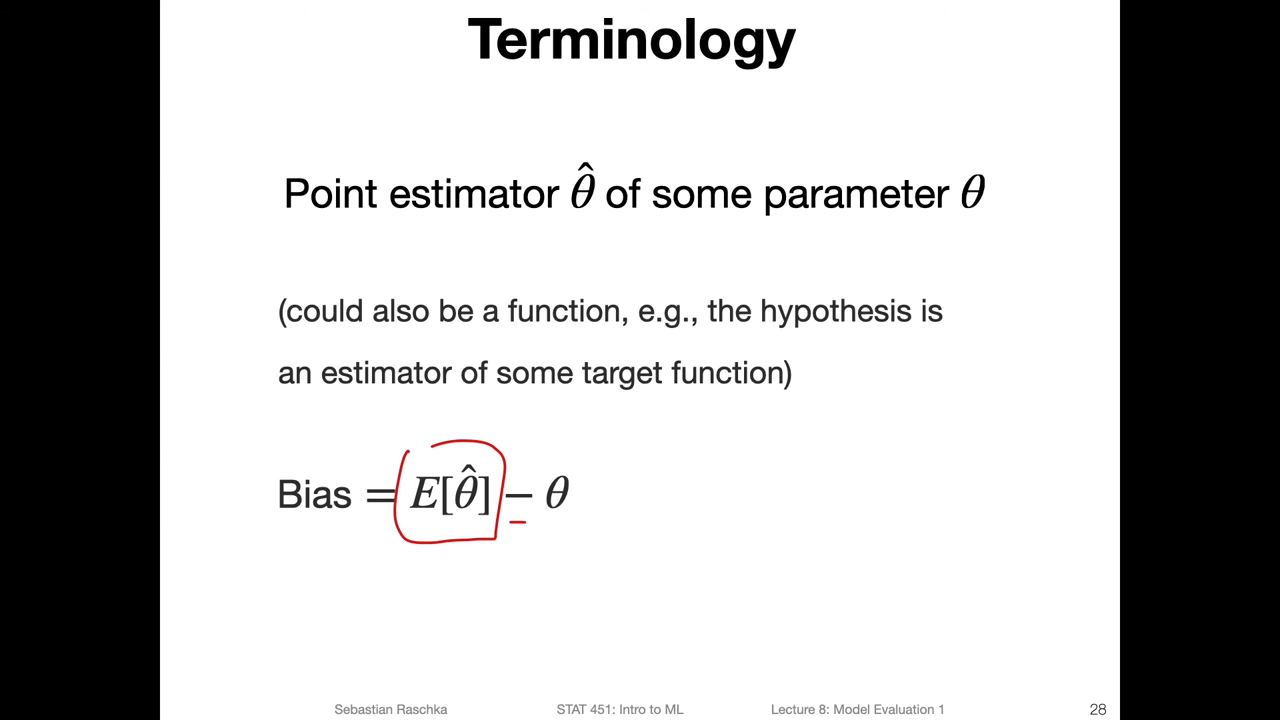 Terminology
Point estimator θ̂ of some parameter θ
(could also be a function, e.g., the hypothesis is
an estimator of some target function)
Bias = E[θ̂] − θ
Sebastian Raschka STAT 451: Intro to ML Lecture 8: Model Evaluation 1 28